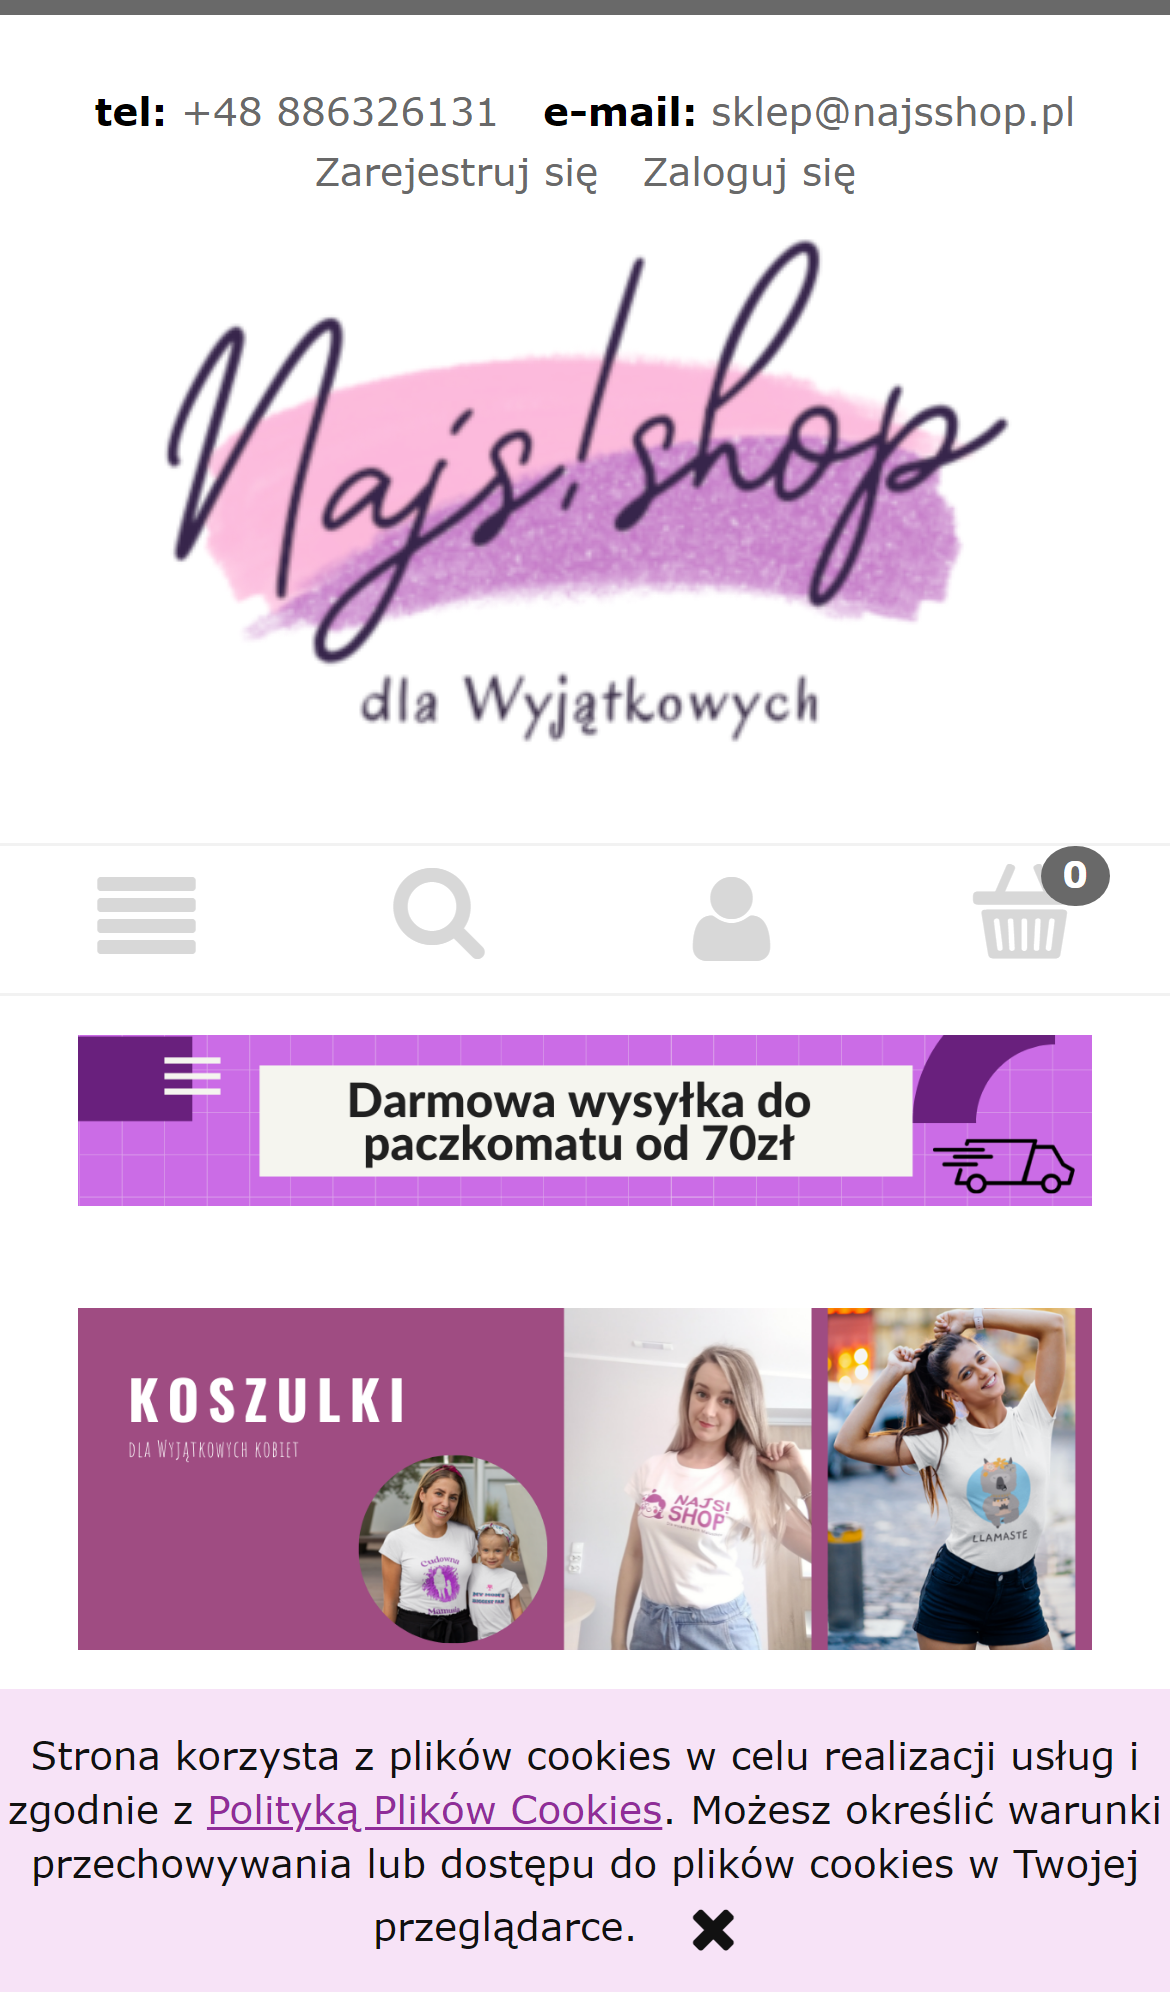 tel: +48 886326131 e-mail: sklep@najsshop.pl
Zarejestruj się Zaloguj się
Najs!shop
dla Wyjątkowych
0
Darmowa wysyłka do
paczkomatu od 70zł
KOSZULKI
DLA WYJĄTKOWYCH KOBIET
Cudowna
Mamusia
NAJS!
SHOP
LLAMASTE
Strona korzysta z plików cookies w celu realizacji usług i
zgodnie z Polityką Plików Cookies. Możesz określić warunki
przechowywania lub dostępu do plików cookies w Twojej
przeglądarce.